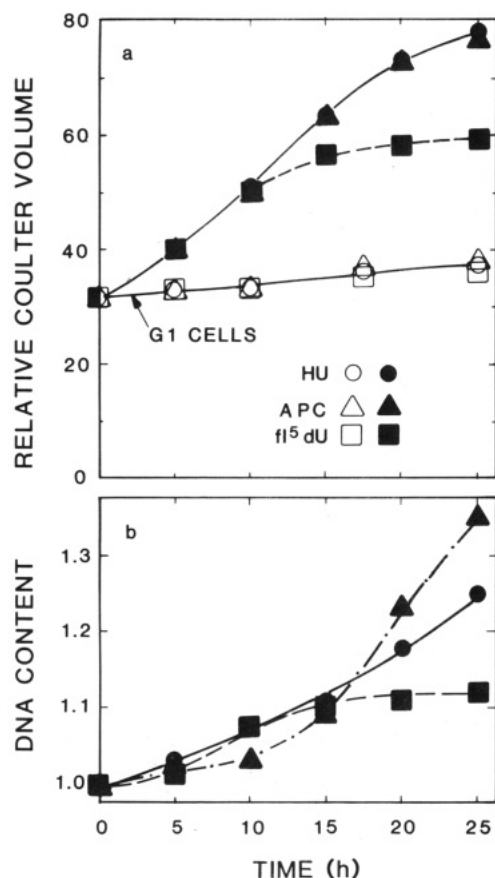 80
a
60
40
20
0
RELATIVE COULTER VOLUME
G1 CELLS
HU
APC
fl⁵dU
b
1.3
1.2
1.1
1.0
DNA CONTENT
0 5 10 15 20 25
TIME (h)